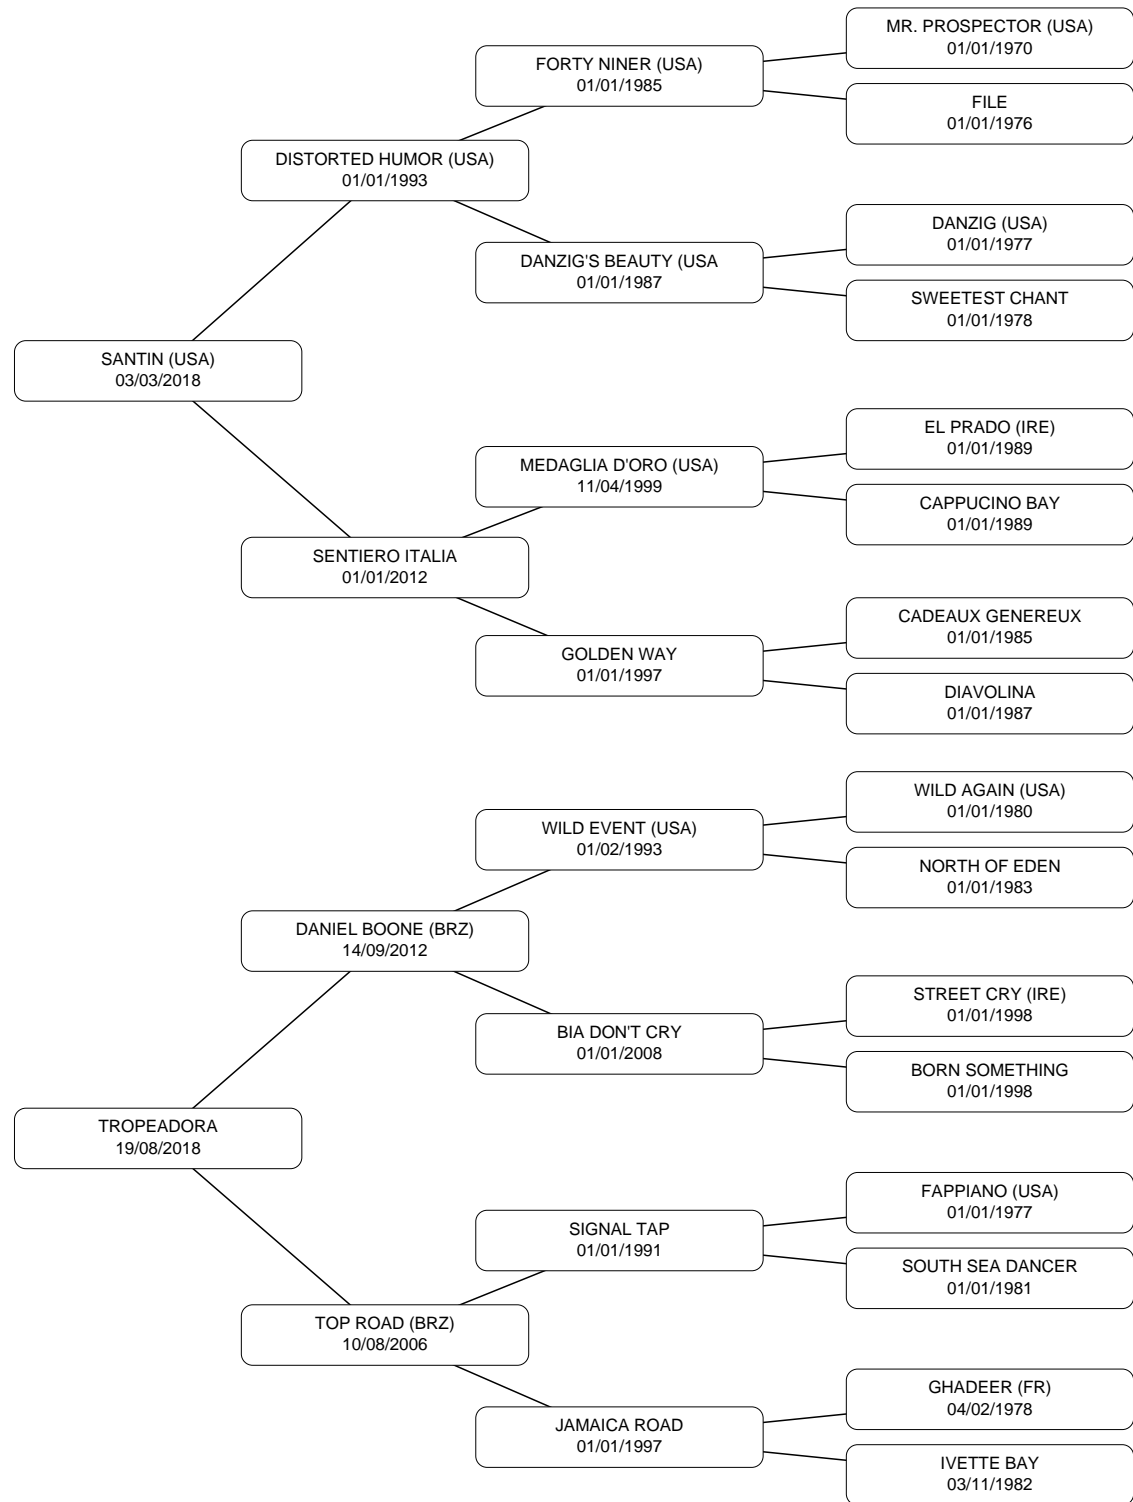 MR. PROSPECTOR (USA)
01/01/1970
FORTY NINER (USA)
01/01/1985
FILE
01/01/1976
DISTORTED HUMOR (USA)
01/01/1993
DANZIG (USA)
01/01/1977
DANZIG'S BEAUTY (USA
01/01/1987
SWEETEST CHANT
01/01/1978
SANTIN (USA)
03/03/2018
EL PRADO (IRE)
01/01/1989
MEDAGLIA D'ORO (USA)
11/04/1999
CAPPUCINO BAY
01/01/1989
SENTIERO ITALIA
01/01/2012
CADEAUX GENEREUX
01/01/1985
GOLDEN WAY
01/01/1997
DIAVOLINA
01/01/1987
WILD AGAIN (USA)
01/01/1980
WILD EVENT (USA)
01/02/1993
NORTH OF EDEN
01/01/1983
DANIEL BOONE (BRZ)
14/09/2012
STREET CRY (IRE)
01/01/1998
BIA DON'T CRY
01/01/2008
BORN SOMETHING
01/01/1998
TROPEADORA
19/08/2018
FAPPIANO (USA)
01/01/1977
SIGNAL TAP
01/01/1991
SOUTH SEA DANCER
01/01/1981
TOP ROAD (BRZ)
10/08/2006
GHADEER (FR)
04/02/1978
JAMAICA ROAD
01/01/1997
IVETTE BAY
03/11/1982